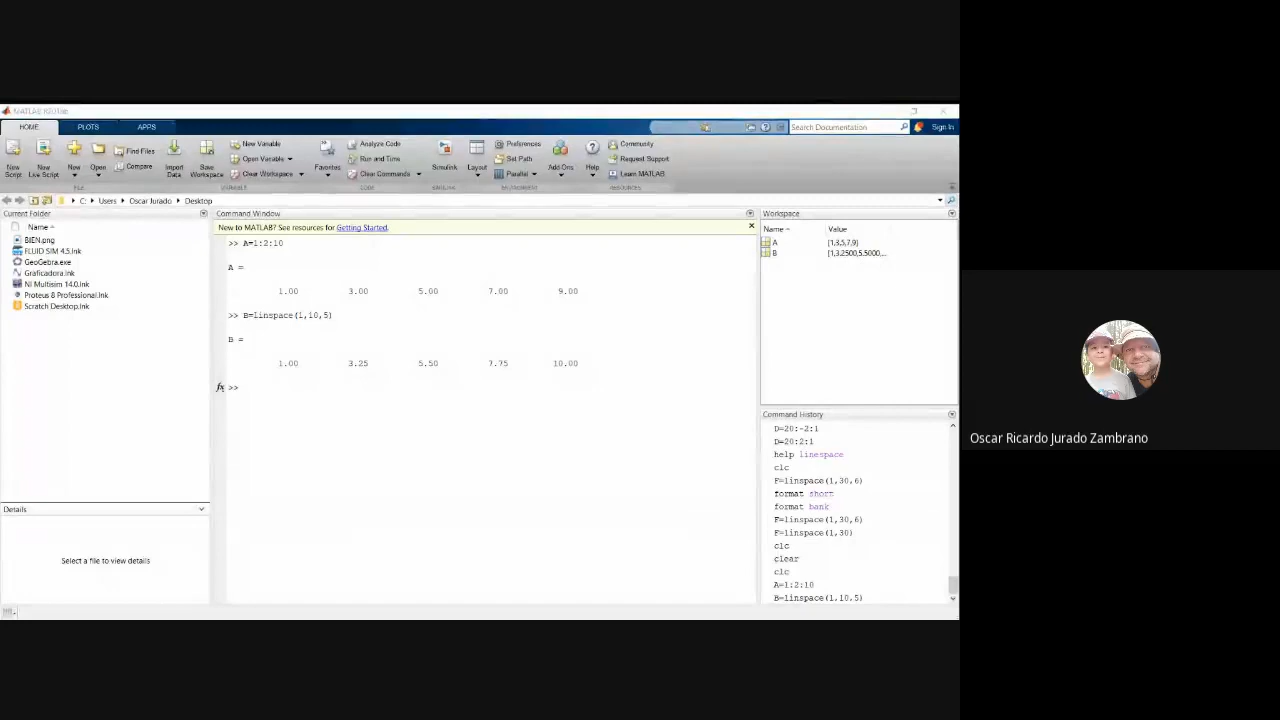 HOME PLOTS APPS
Search Documentation
Sign In
New Script
New Live Script
New
Open
Find Files
Compare
Import Data
Save Workspace
New Variable
Open Variable
Clear Workspace
Favorites
Analyze Code
Run and Time
Clear Commands
Simulink
Layout
Preferences
Set Path
Parallel
Add-Ons
Help
Community
Request Support
Learn MATLAB
FILE VARIABLE CODE SIMULINK ENVIRONMENT RESOURCES
C: Users Oscar Jurado Desktop
Current Folder
Name
BIEN.png
FLUID SIM 4.5.lnk
GeoGebra.exe
Graficadora.lnk
NI Multisim 14.0.lnk
Proteus 8 Professional.lnk
Scratch Desktop.lnk
Details
Select a file to view details
Command Window
New to MATLAB? See resources for Getting Started.
>> A=1:2:10
A =
1.00 3.00 5.00 7.00 9.00
>> B=linspace(1,10,5)
B =
1.00 3.25 5.50 7.75 10.00
fx >>
Workspace
Name Value
A [1,3,5,7,9]
B [1,3.2500,5.5000,...
Command History
D=20:-2:1
D=20:2:1
help linespace
clc
F=linspace(1,30,6)
format short
format bank
F=linspace(1,30,6)
F=linspace(1,30)
clc
clear
clc
A=1:2:10
B=linspace(1,10,5)
Oscar Ricardo Jurado Zambrano